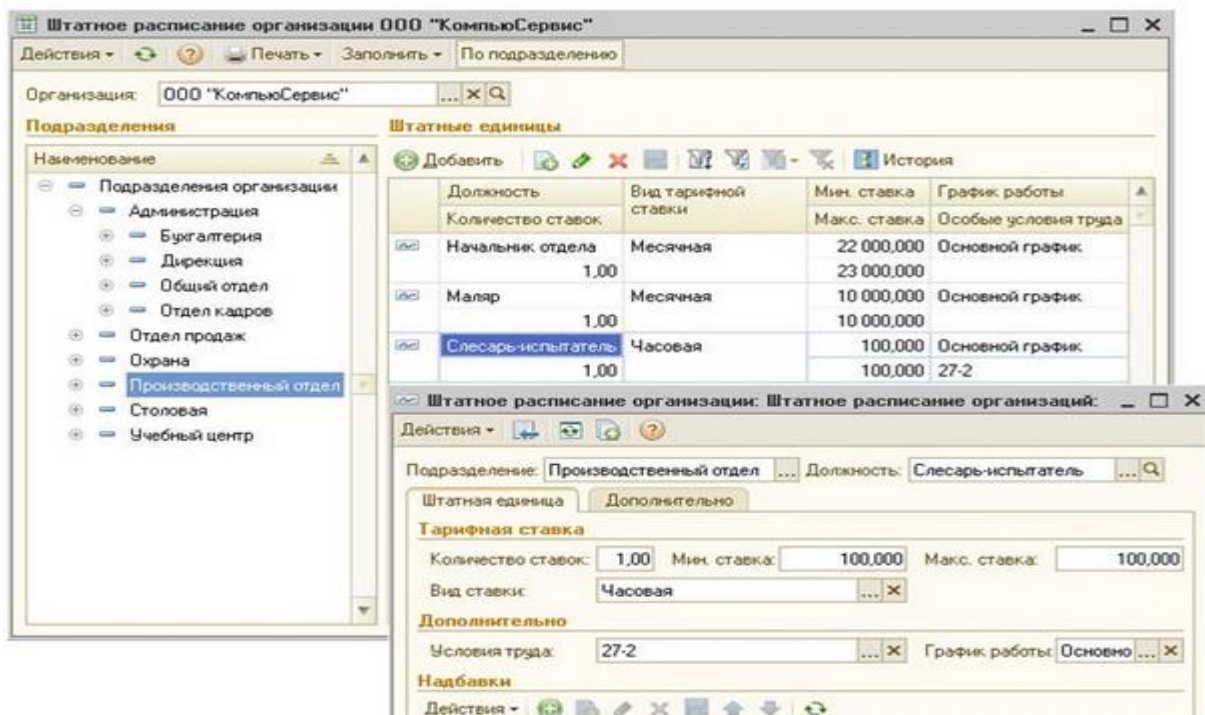 Штатное расписание организации ООО "КомпьюСервис"
Действия Печать Заполнить По подразделению
Организация: ООО "КомпьюСервис" ...
Подразделения
Наименование
Подразделения организации
Администрация
Бухгалтерия
Дирекция
Общий отдел
Отдел кадров
Отдел продаж
Охрана
Производственный отдел
Столовая
Учебный центр
Штатные единицы
Добавить История
Должность Вид тарифной ставки Мин. ставка График работы
Количество ставок Макс. ставка Особые условия труда
Начальник отдела Месячная 22 000,000 Основной график
1,00 23 000,000
Маляр Месячная 10 000,000 Основной график
1,00 10 000,000
Слесарь-испытатель Часовая 100,000 Основной график
1,00 100,000 27-2
Штатное расписание организации: Штатное расписание организаций:
Действия
Подразделение: Производственный отдел ... Должность: Слесарь-испытатель ...
Штатная единица Дополнительно
Тарифная ставка
Количество ставок: 1,00 Мин. ставка: 100,000 Макс. ставка: 100,000
Вид ставки: Часовая ...
Дополнительно
Условия труда: 27-2 ... График работы: Основно ...
Надбавки
Действия